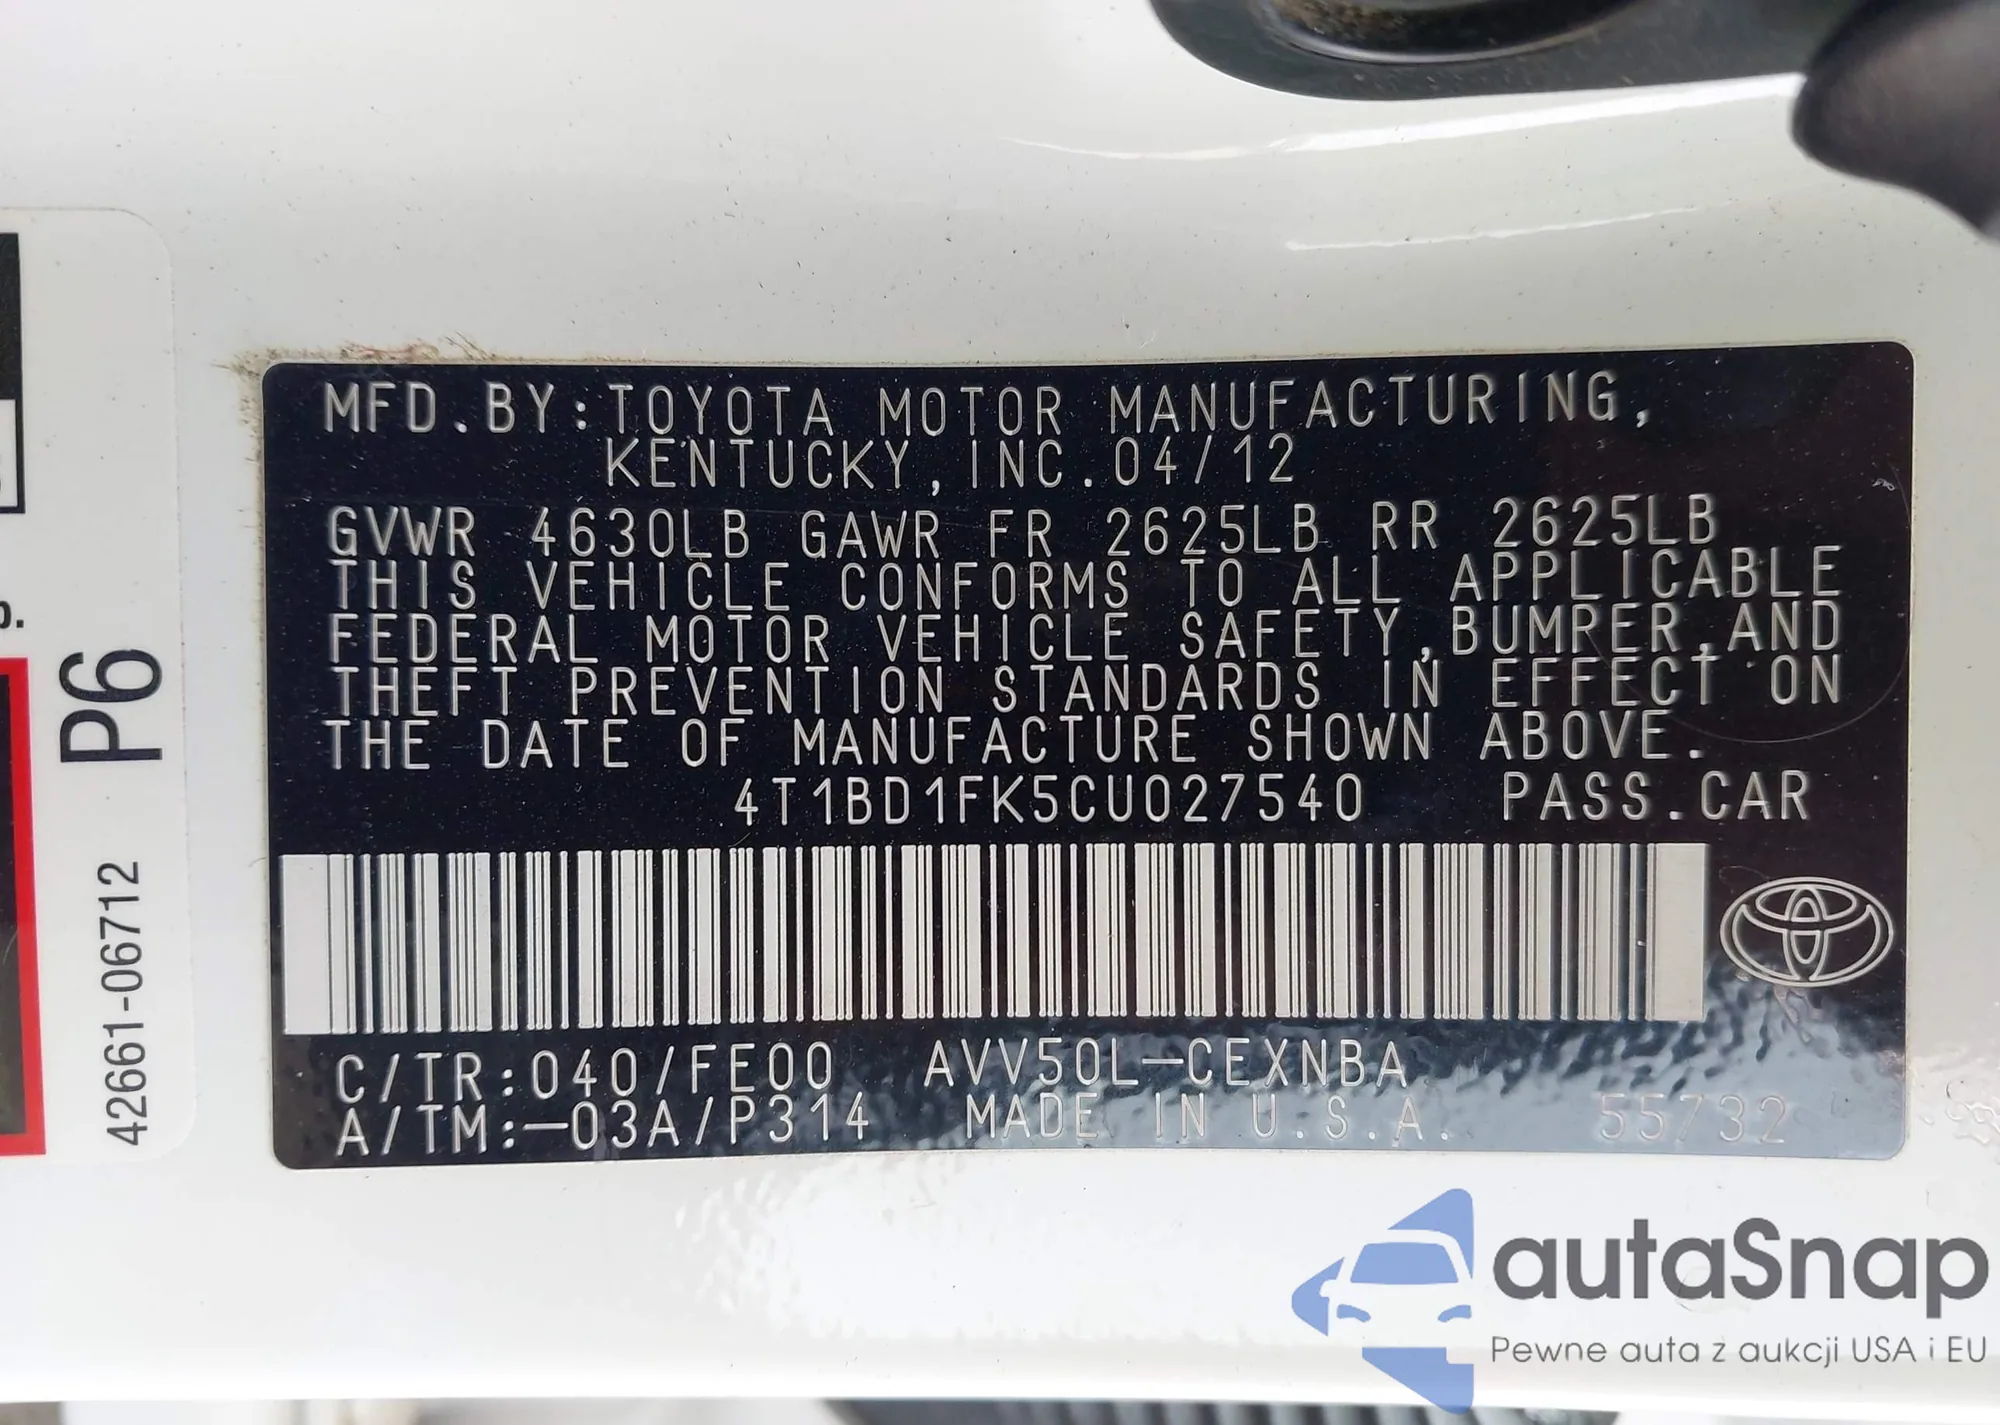 MFD.BY:TOYOTA MOTOR MANUFACTURING,
KENTUCKY,INC.04/12
GVWR 4630LB GAWR FR 2625LB RR 2625LB
THIS VEHICLE CONFORMS TO ALL APPLICABLE
FEDERAL MOTOR VEHICLE SAFETY,BUMPER,AND
THEFT PREVENTION STANDARDS IN EFFECT ON
THE DATE OF MANUFACTURE SHOWN ABOVE.
4T1BD1FK5CU027540 PASS.CAR
C/TR:040/FE00 AVV50L-CEXNBA
A/TM:-03A/P314 MADE IN U.S.A. 55732
P6
42661-06712
autaSnap
Pewne auta z aukcji USA i EU